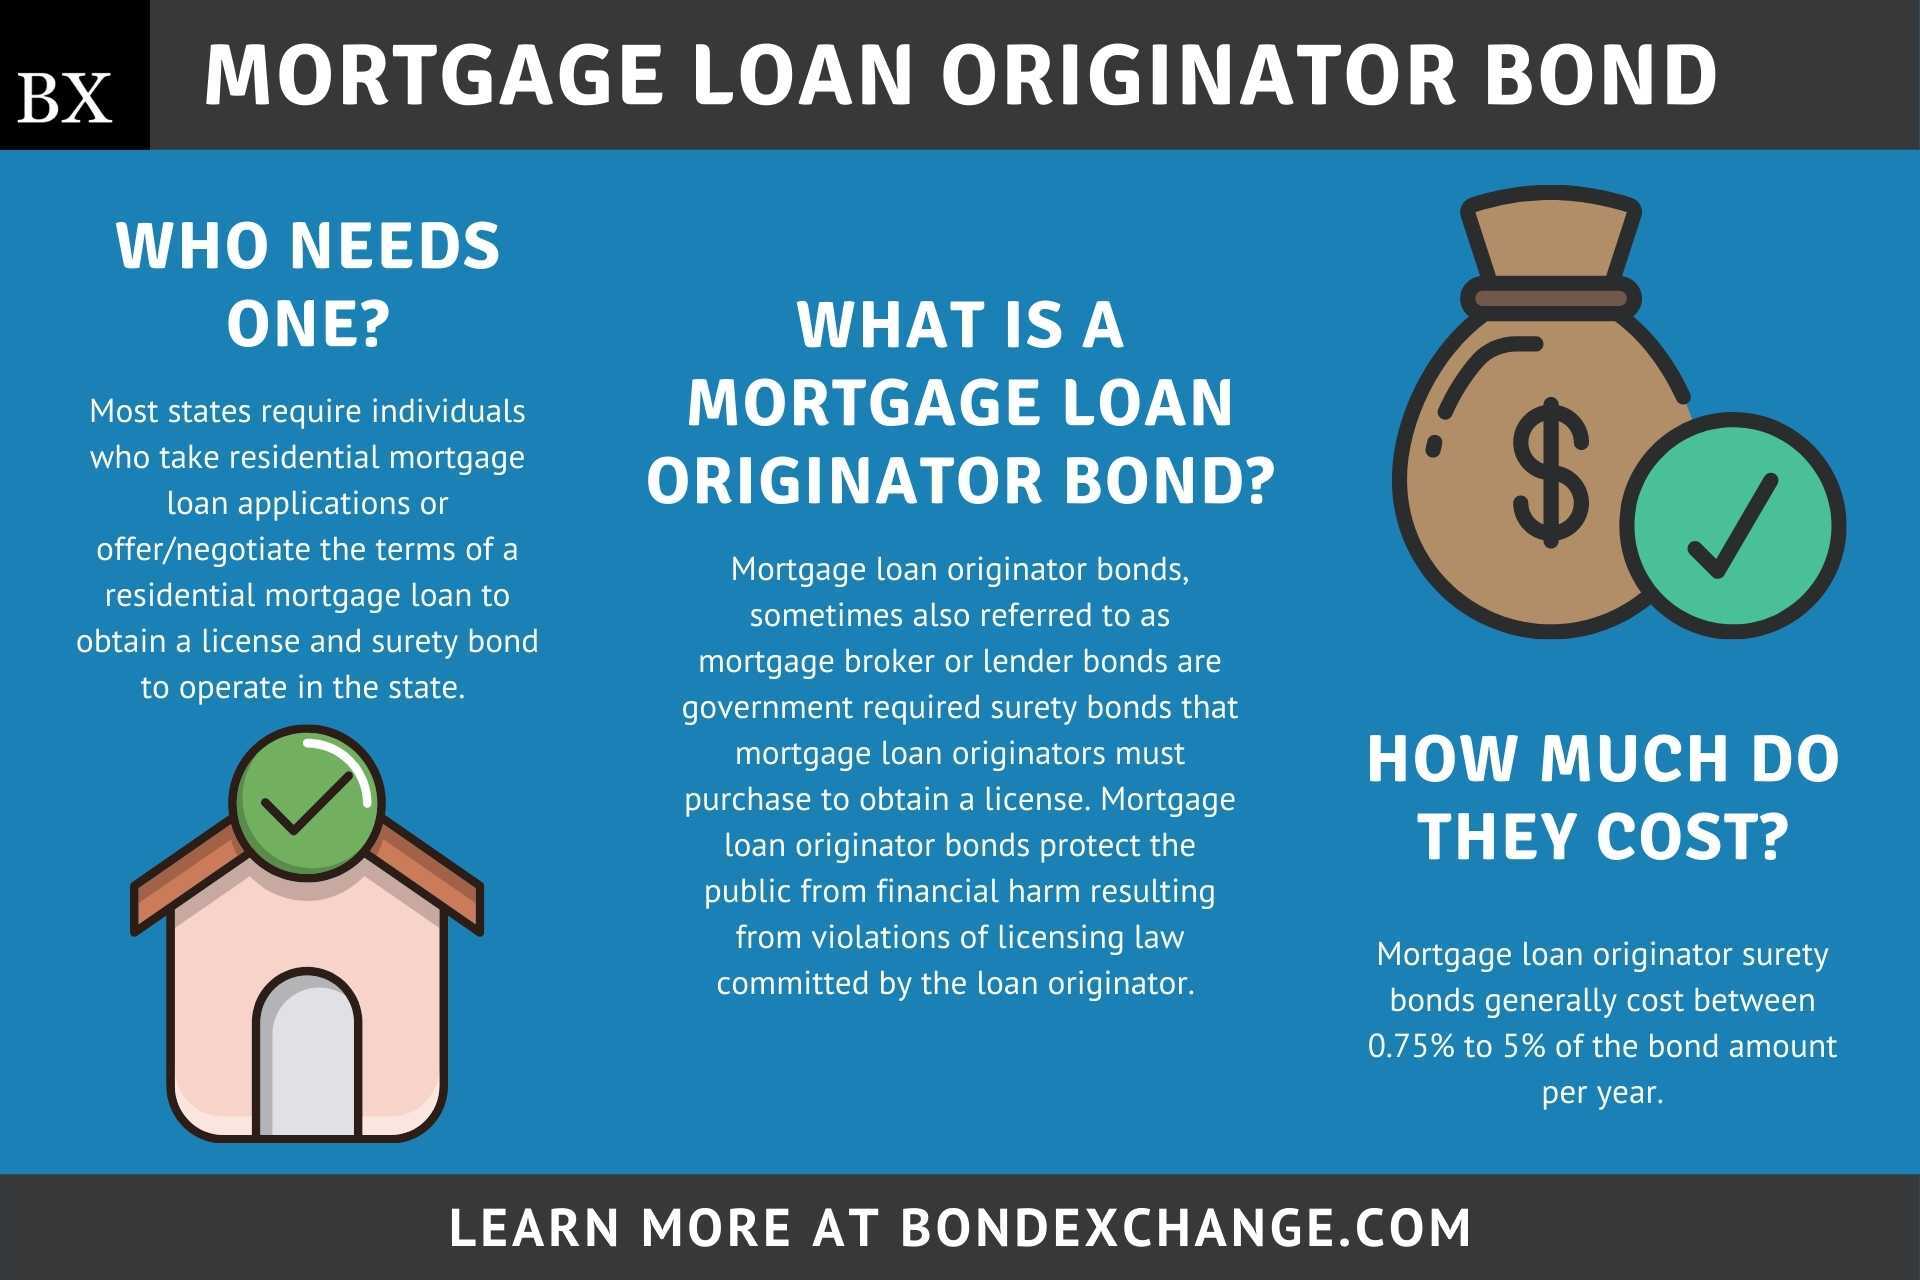 BX
MORTGAGE LOAN ORIGINATOR BOND
WHO NEEDS
ONE?
Most states require individuals
who take residential mortgage
loan applications or
offer/negotiate the terms of a
residential mortgage loan to
obtain a license and surety bond
to operate in the state.
WHAT IS A
MORTGAGE LOAN
ORIGINATOR BOND?
Mortgage loan originator bonds,
sometimes also referred to as
mortgage broker or lender bonds are
government required surety bonds that
mortgage loan originators must
purchase to obtain a license. Mortgage
loan originator bonds protect the
public from financial harm resulting
from violations of licensing law
committed by the loan originator.
$
HOW MUCH DO
THEY COST?
Mortgage loan originator surety
bonds generally cost between
0.75% to 5% of the bond amount
per year.
LEARN MORE AT BONDEXCHANGE.COM